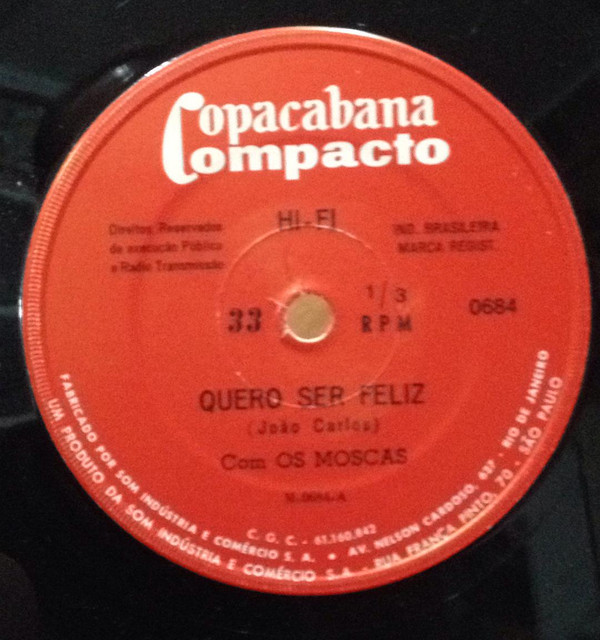 Copacabana
Compacto
HI-FI
Direitos Reservados
de execução Pública
e Radio Transmissão
IND. BRASILEIRA
MARCA REGIST.
33 1/3
RPM
0684
QUERO SER FELIZ
(João Carlos)
Com OS MOSCAS
M-0684-A
C. G. C. - 61.160.842
FABRICADO POR SOM INDÚSTRIA E COMÉRCIO S. A. • AV. NELSON CARDOSO, 637 - RIO DE JANEIRO
UM PRODUTO DA SOM INDÚSTRIA E COMÉRCIO S.A. - RUA FRANÇA PINTO, 70 - SÃO PAULO